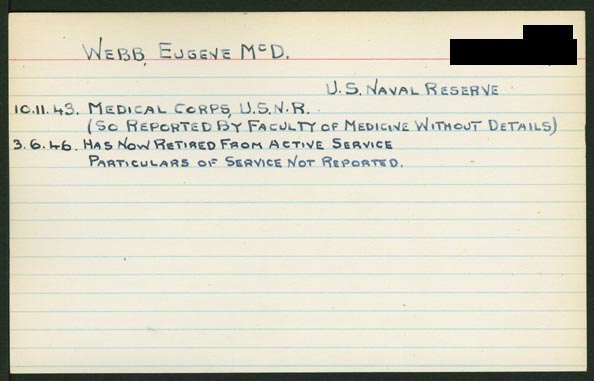 WEBB, EUGENE McD.
U.S. NAVAL RESERVE
10.11.43. MEDICAL CORPS, U.S.N.R.
(SO REPORTED BY FACULTY OF MEDICINE WITHOUT DETAILS)
3.6.46. HAS NOW RETIRED FROM ACTIVE SERVICE
PARTICULARS OF SERVICE NOT REPORTED.